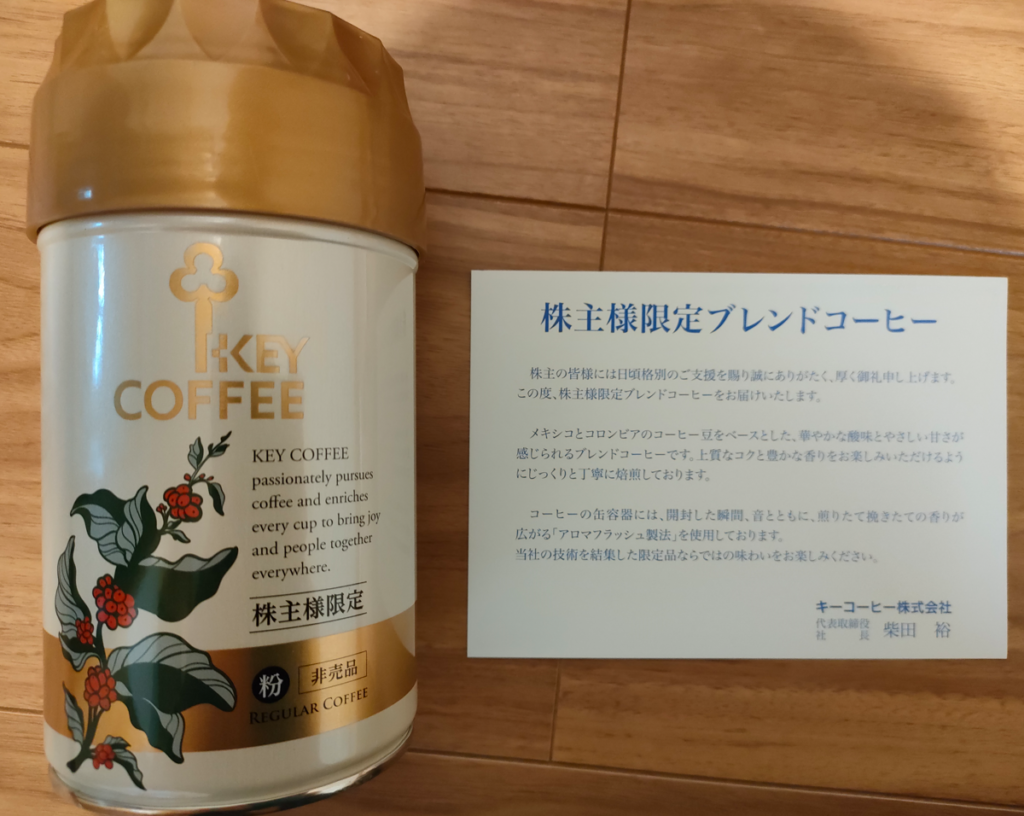 KEY
COFFEE
KEY COFFEE
passionately pursues
coffee and enriches
every cup to bring joy
and people together
everywhere.
株主様限定
粉
非売品
REGULAR COFFEE
株主様限定ブレンドコーヒー
株主の皆様には日頃格別のご支援を賜り誠にありがたく、厚く御礼申し上げます。
この度、株主様限定ブレンドコーヒーをお届けいたします。
メキシコとコロンビアのコーヒー豆をベースとした、華やかな酸味とやさしい甘さが
感じられるブレンドコーヒーです。上質なコクと豊かな香りをお楽しみいただけるよう
にじっくりと丁寧に焙煎しております。
コーヒーの缶容器には、開封した瞬間、音とともに、煎りたて挽きたての香りが
広がる「アロマフラッシュ製法」を使用しております。
当社の技術を結集した限定品ならではの味わいをお楽しみください。
キーコーヒー株式会社
代表取締役
社長 柴田 裕